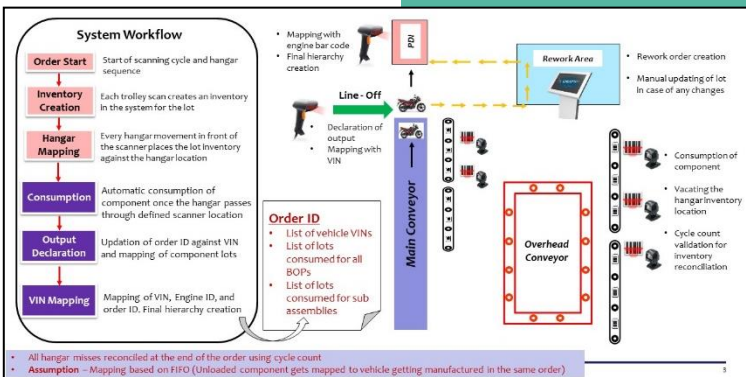 System Workflow
Order Start
Start of scanning cycle and hangar
sequence
Inventory
Creation
Each trolley scan creates an inventory
in the system for the lot
Hangar
Mapping
Every hangar movement in front of
the scanner places the lot inventory
against the hangar location
Consumption
Automatic consumption of
component once the hangar passes
through defined scanner location
Output
Declaration
Updation of order ID against VIN
and mapping of component lots
VIN Mapping
Mapping of VIN, Engine ID, and
order ID. Final hierarchy creation
Order ID
• List of vehicle VINs
• List of lots
consumed for all
BOPs
• List of lots
consumed for sub
assemblies
• Mapping with
engine bar code
• Final hierarchy
creation
PDI
Line - Off
• Declaration of
output
• Mapping with
VIN
Main Conveyor
Overhead
Conveyor
Rework Area
• Rework order creation
• Manual updating of lot
in case of any changes
• Consumption of
component
• Vacating the
hangar inventory
location
• Cycle count
validation for
inventory
reconciliation
• All hangar misses reconciled at the end of the order using cycle count
• Assumption – Mapping based on FIFO (Unloaded component gets mapped to vehicle getting manufactured in the same order)